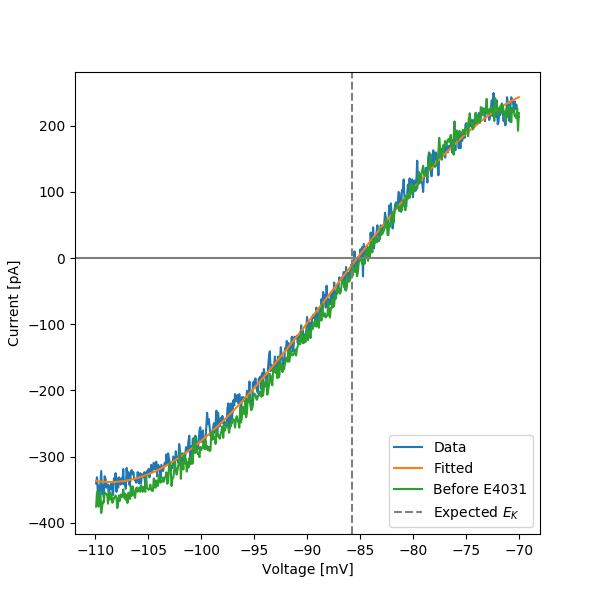 200
100
0
−100
−200
−300
−400
Current [pA]
Data
Fitted
Before E4031
Expected E_K
−110 −105 −100 −95 −90 −85 −80 −75 −70
Voltage [mV]